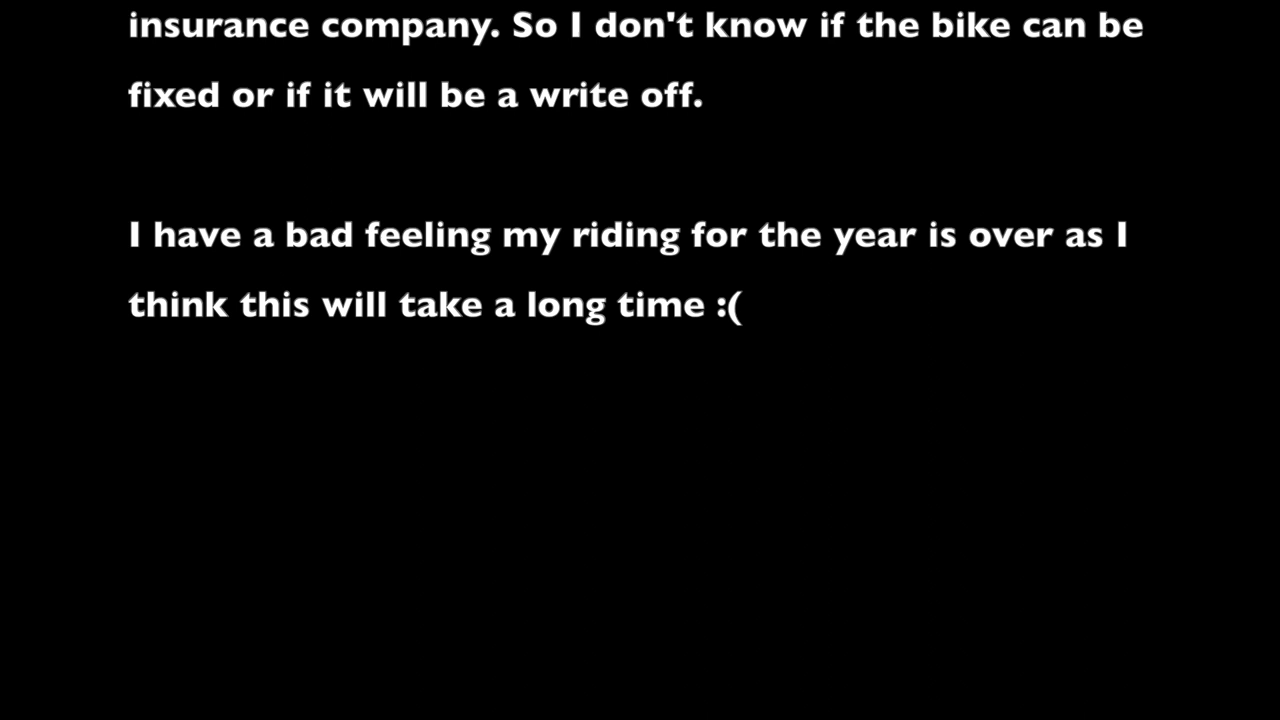 insurance company. So I don't know if the bike can be
fixed or if it will be a write off.
I have a bad feeling my riding for the year is over as I
think this will take a long time :(